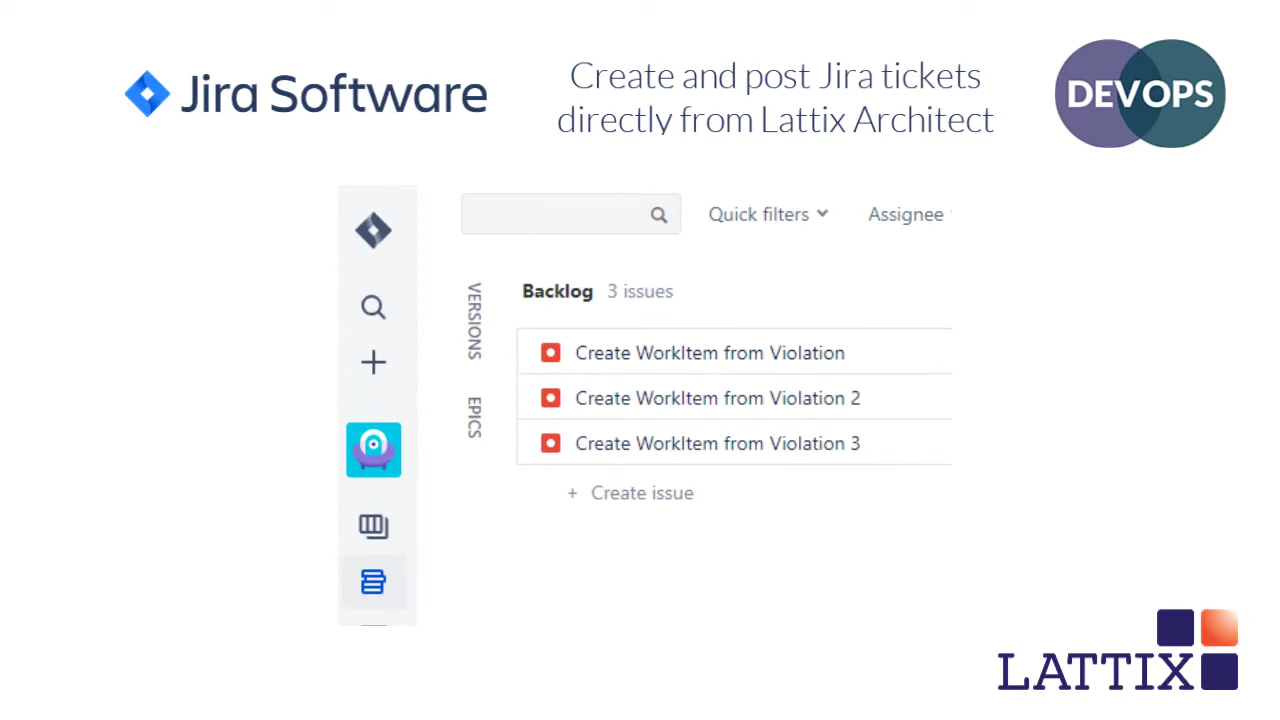 Jira Software
Create and post Jira tickets
directly from Lattix Architect
DEVOPS
Quick filters
Assignee
VERSIONS
EPICS
Backlog 3 issues
Create WorkItem from Violation
Create WorkItem from Violation 2
Create WorkItem from Violation 3
+ Create issue
LATTIX